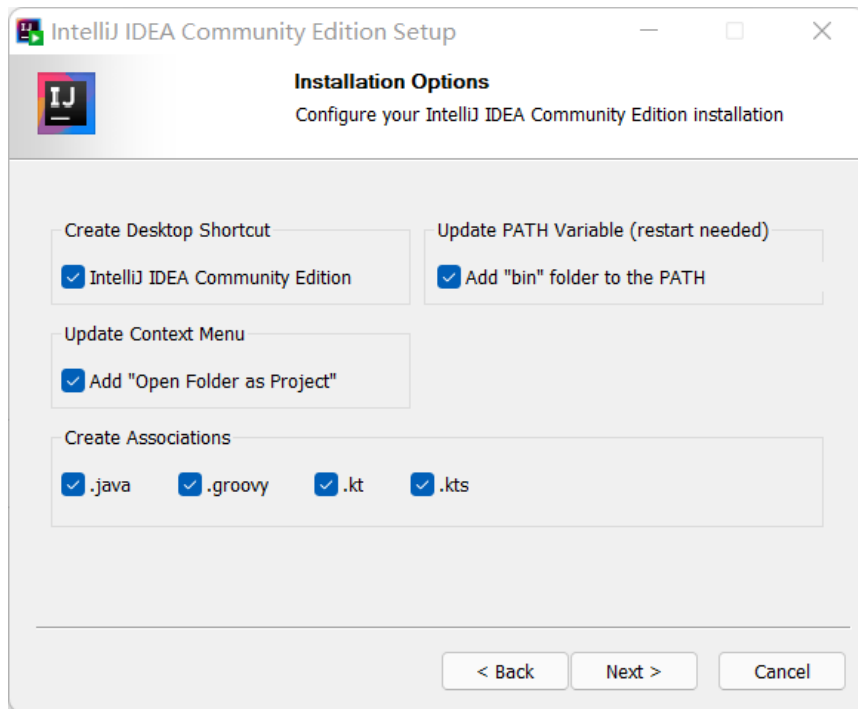 IntelliJ IDEA Community Edition Setup
IJ
Installation Options
Configure your IntelliJ IDEA Community Edition installation
Create Desktop Shortcut
IntelliJ IDEA Community Edition
Update PATH Variable (restart needed)
Add "bin" folder to the PATH
Update Context Menu
Add "Open Folder as Project"
Create Associations
.java .groovy .kt .kts
< Back Next > Cancel